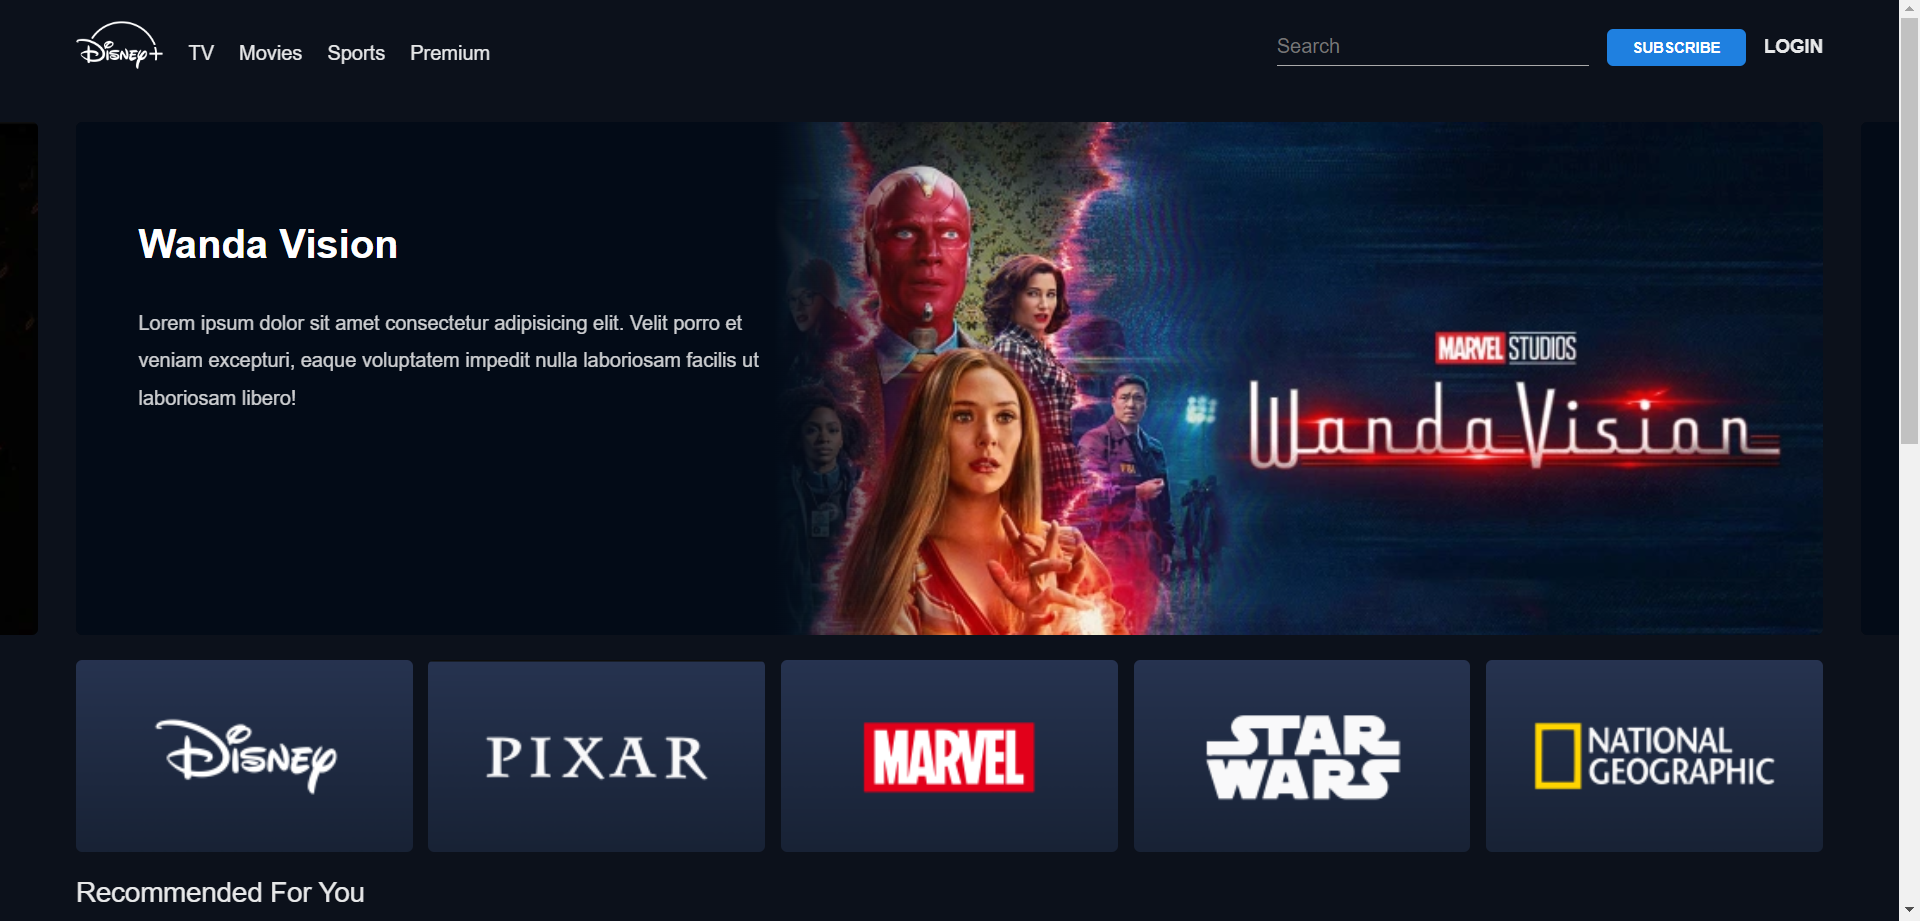 Disney+
TV
Movies
Sports
Premium
Search
SUBSCRIBE
LOGIN
Wanda Vision
Lorem ipsum dolor sit amet consectetur adipisicing elit. Velit porro et
veniam excepturi, eaque voluptatem impedit nulla laboriosam facilis ut
laboriosam libero!
FBI
MARVEL STUDIOS
WandaVision
Disney
PIXAR
MARVEL
STAR
WARS
NATIONAL
GEOGRAPHIC
Recommended For You